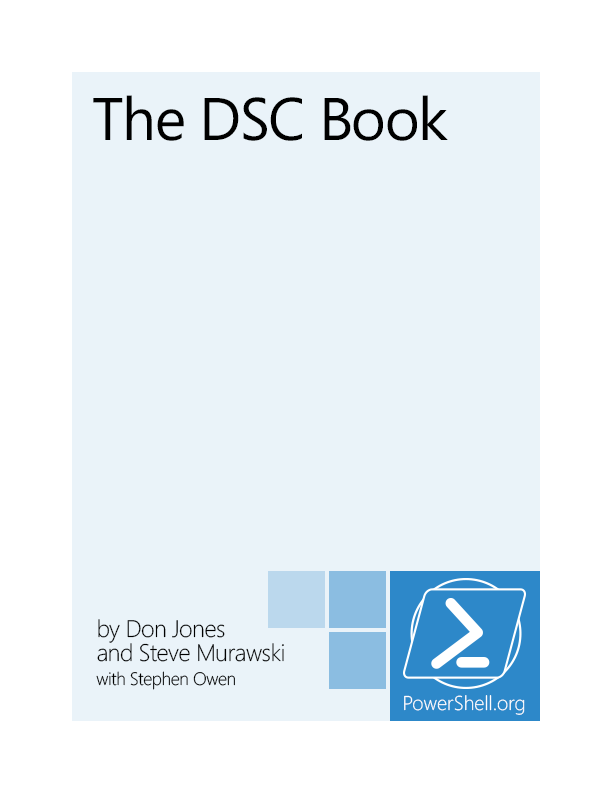 The DSC Book
by Don Jones
and Steve Murawski
with Stephen Owen
PowerShell.org